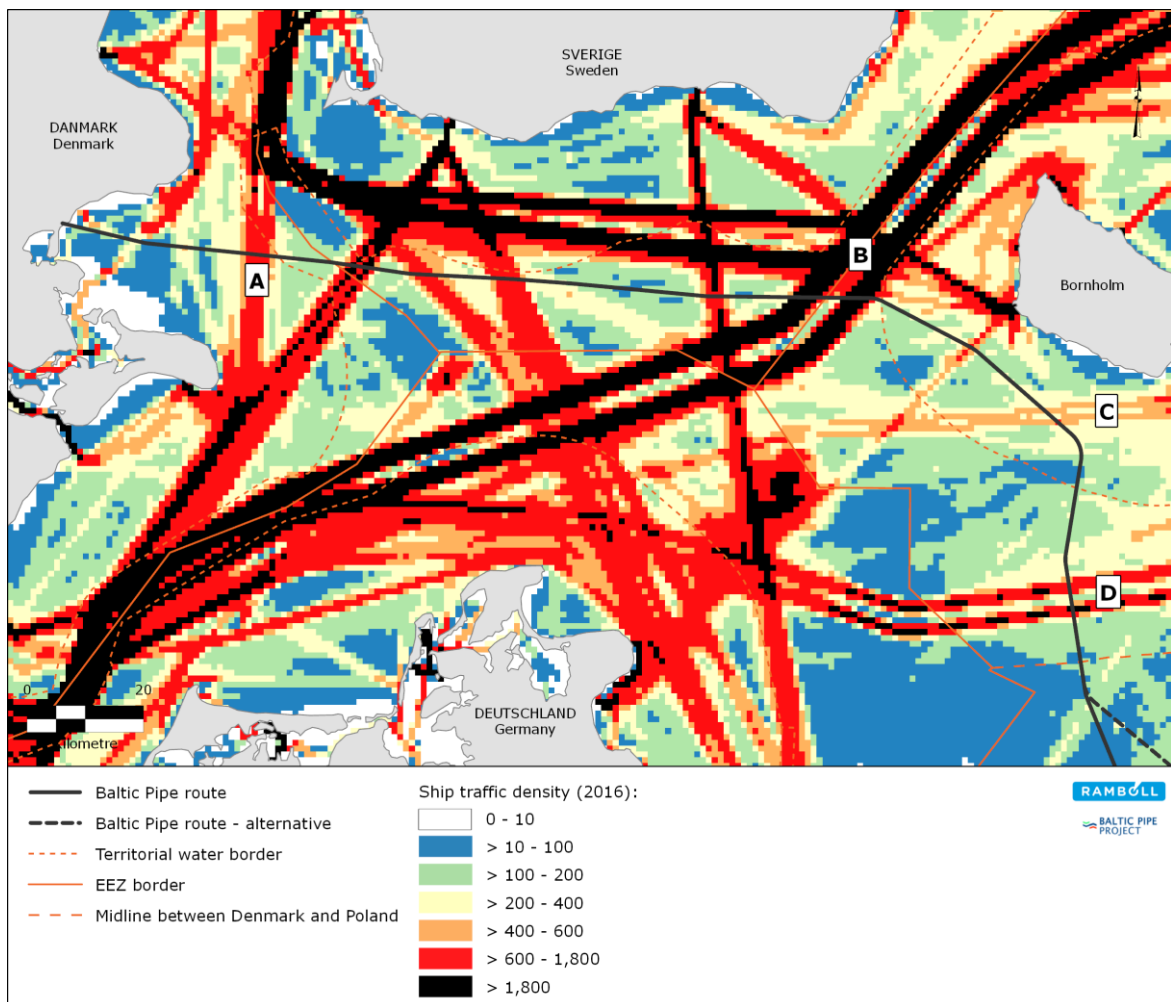 SVERIGE
Sweden
DANMARK
Denmark
A
B
Bornholm
C
D
0 20
Kilometre
DEUTSCHLAND
Germany
Baltic Pipe route
Baltic Pipe route - alternative
Territorial water border
EEZ border
Midline between Denmark and Poland
Ship traffic density (2016):
0 - 10
> 10 - 100
> 100 - 200
> 200 - 400
> 400 - 600
> 600 - 1,800
> 1,800
RAMBOLL
BALTIC PIPE
PROJECT